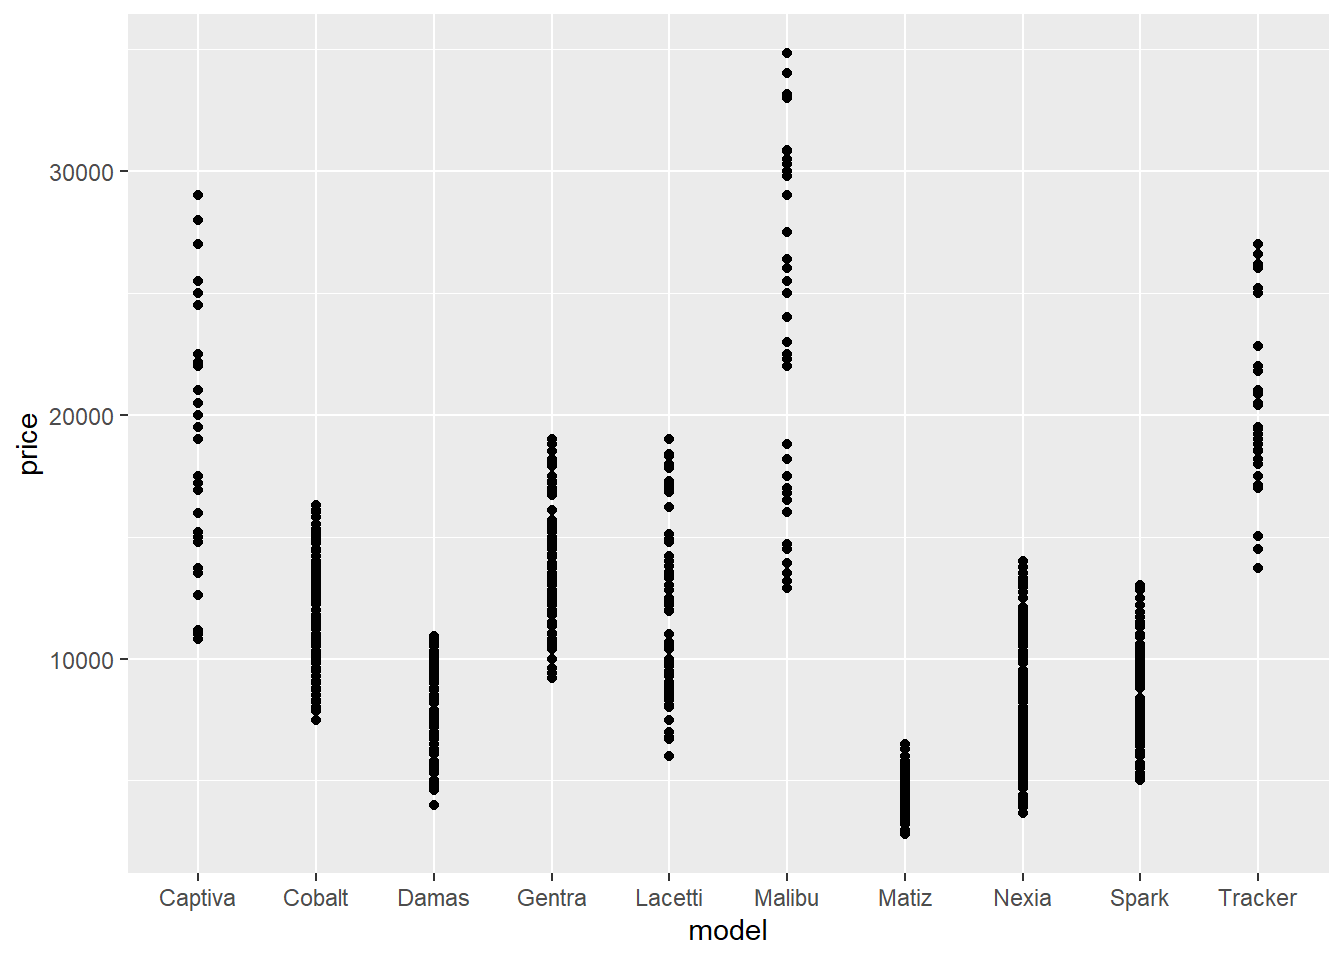 30000
20000
10000
price
Captiva Cobalt Damas Gentra Lacetti Malibu Matiz Nexia Spark Tracker
model